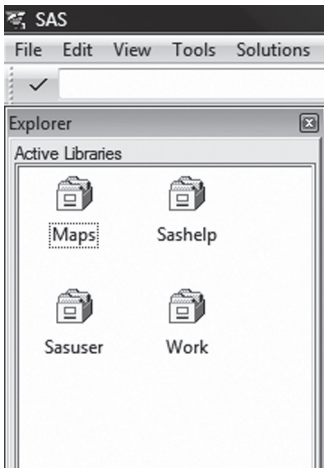 SAS
File Edit View Tools Solutions
Explorer
Active Libraries
Maps Sashelp
Sasuser Work